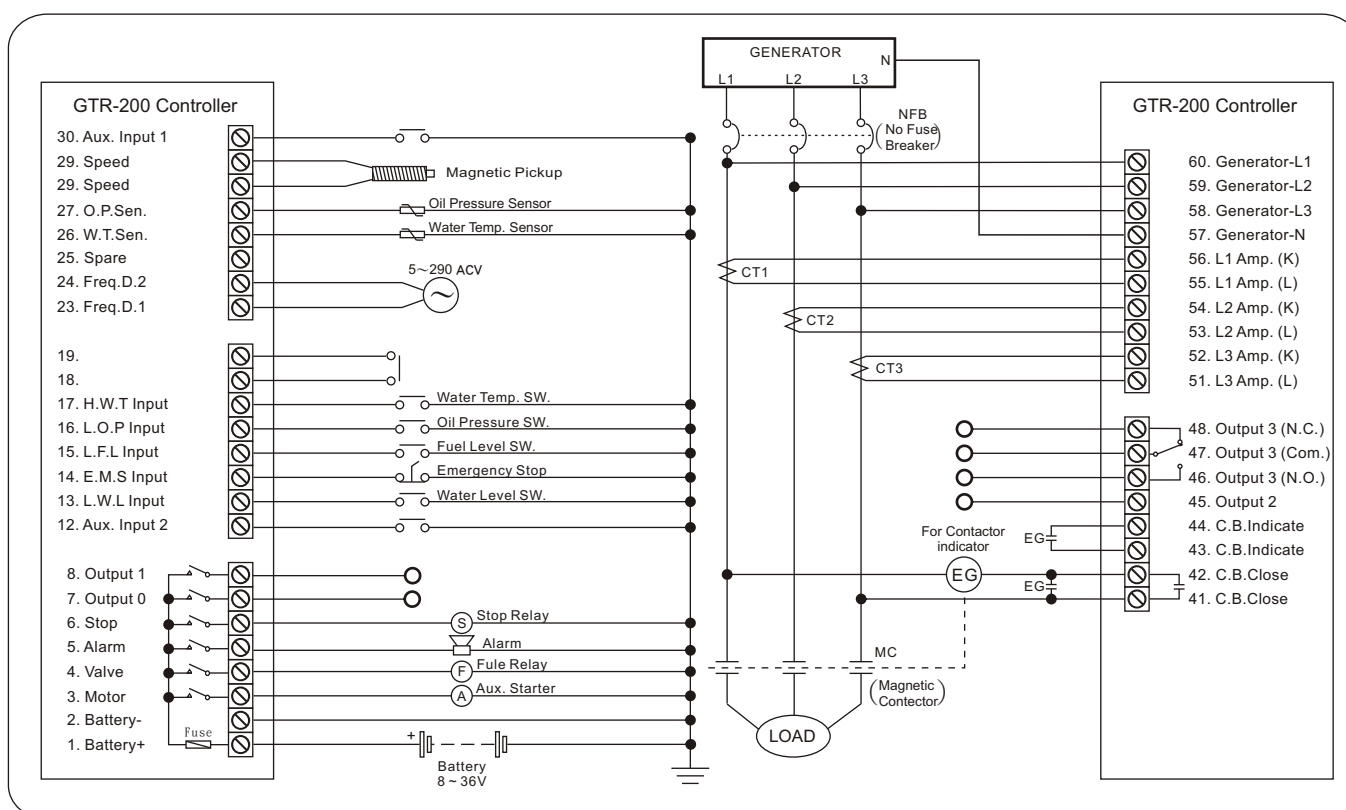 GTR-200 Controller
30. Aux. Input 1
29. Speed
29. Speed
Magnetic Pickup
27. O.P.Sen.
Oil Pressure Sensor
26. W.T.Sen.
Water Temp. Sensor
25. Spare
24. Freq.D.2
5~290 ACV
23. Freq.D.1
19.
18.
17. H.W.T Input
Water Temp. SW.
16. L.O.P Input
Oil Pressure SW.
15. L.F.L Input
Fuel Level SW.
14. E.M.S Input
Emergency Stop
13. L.W.L Input
Water Level SW.
12. Aux. Input 2
8. Output 1
7. Output 0
6. Stop
S
Stop Relay
5. Alarm
Alarm
4. Valve
F
Fule Relay
3. Motor
A
Aux. Starter
2. Battery-
1. Battery+
Fuse
+
Battery
8 ~ 36V
GENERATOR
N
L1 L2 L3
NFB
(No Fuse
Breaker)
CT1
CT2
CT3
For Contactor
indicator
EG
EG
EG
MC
(Magnetic
Contector)
LOAD
GTR-200 Controller
60. Generator-L1
59. Generator-L2
58. Generator-L3
57. Generator-N
56. L1 Amp. (K)
55. L1 Amp. (L)
54. L2 Amp. (K)
53. L2 Amp. (L)
52. L3 Amp. (K)
51. L3 Amp. (L)
48. Output 3 (N.C.)
47. Output 3 (Com.)
46. Output 3 (N.O.)
45. Output 2
44. C.B.Indicate
43. C.B.Indicate
42. C.B.Close
41. C.B.Close